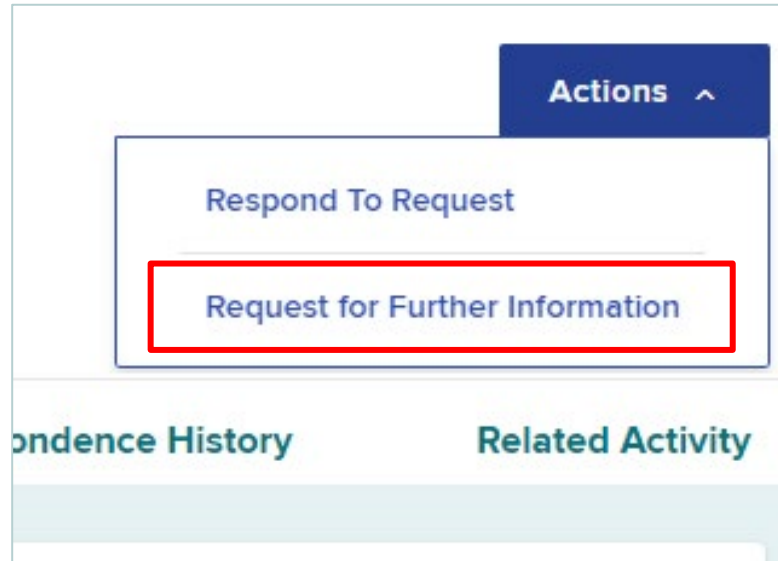 Actions
Respond To Request
Request for Further Information
ondence History Related Activity